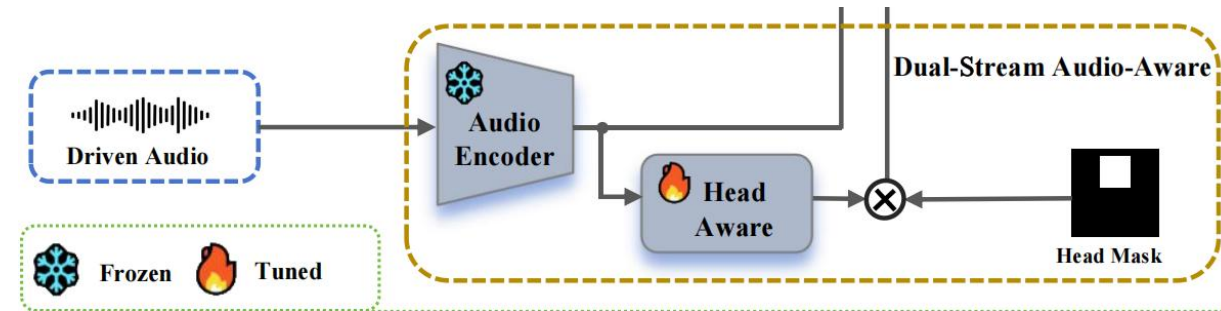 Dual-Stream Audio-Aware
Driven Audio
Audio
Encoder
Head
Aware
Head Mask
Frozen
Tuned